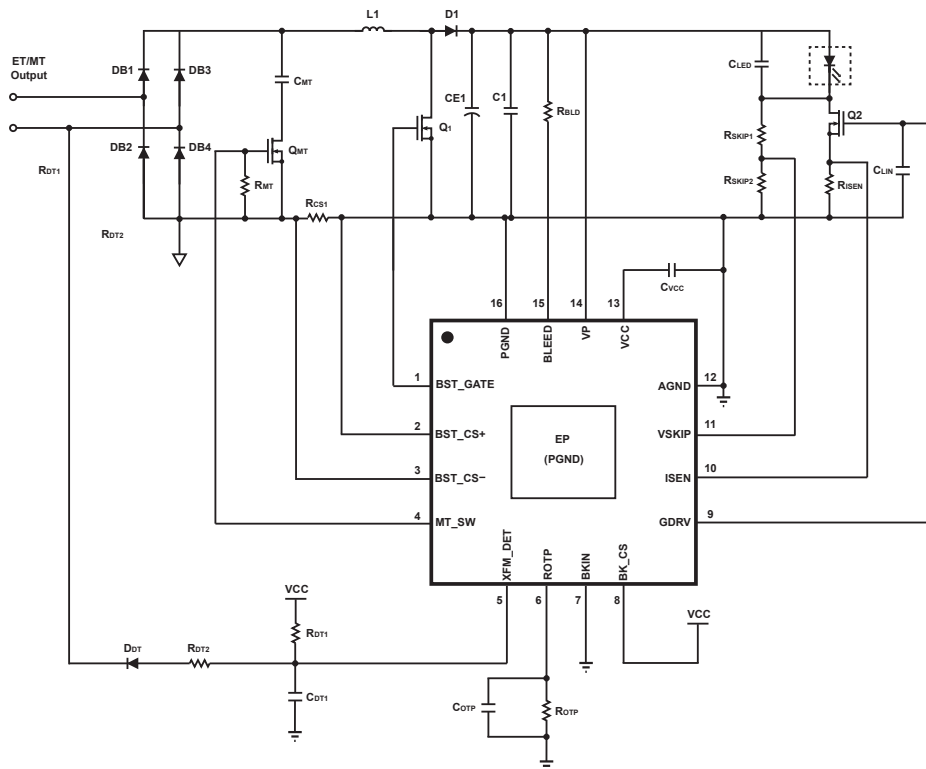 L1
D1
ET/MT
Output
DB1
DB3
CMT
CE1
C1
RBLD
CLED
Q1
Q2
RSKIP1
DB2
DB4
QMT
RDT1
RMT
RSKIP2
RISEN
CLIN
RCS1
RDT2
CVCC
16
15
14
13
PGND
BLEED
VP
VCC
1
BST_GATE
AGND
12
2
BST_CS+
VSKIP
11
EP
(PGND)
3
BST_CS−
ISEN
10
4
MT_SW
GDRV
9
XFM_DET
ROTP
BKIN
BK_CS
5
6
7
8
VCC
VCC
RDT1
DDT
RDT2
CDT1
COTP
ROTP